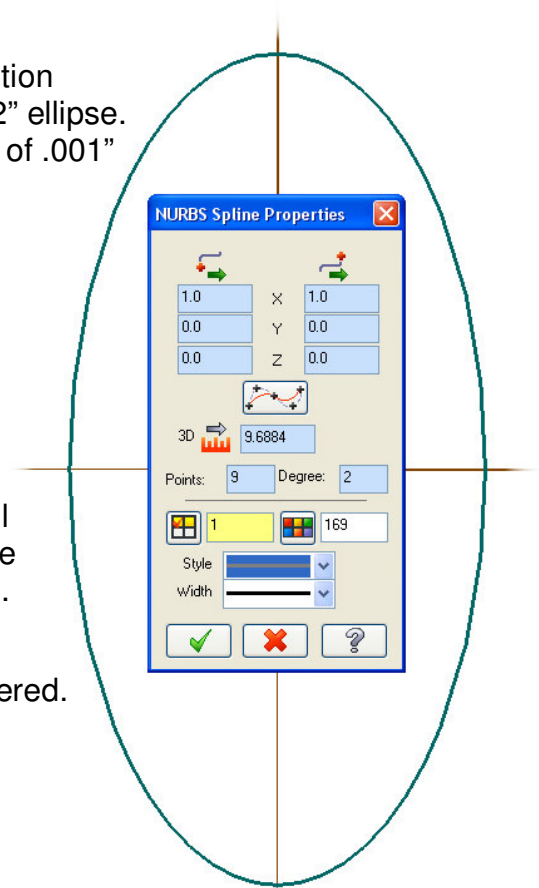 tion
2” ellipse.
of .001”
NURBS Spline Properties
1.0 X 1.0
0.0 Y 0.0
0.0 Z 0.0
3D 9.6884
Points: 9 Degree: 2
1 169
Style
Width
l
e
.
ered.